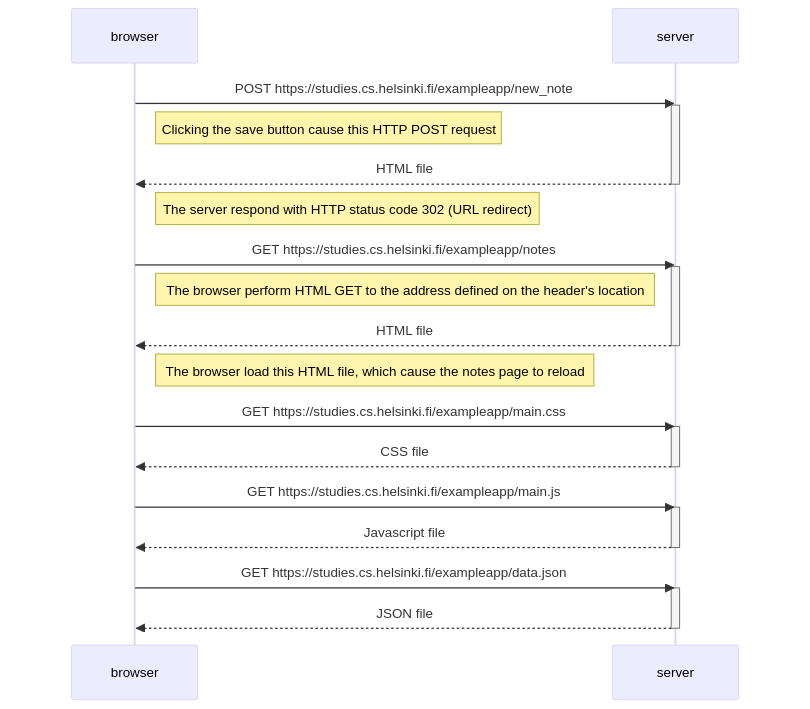 browser
server
POST https://studies.cs.helsinki.fi/exampleapp/new_note
Clicking the save button cause this HTTP POST request
HTML file
The server respond with HTTP status code 302 (URL redirect)
GET https://studies.cs.helsinki.fi/exampleapp/notes
The browser perform HTML GET to the address defined on the header's location
HTML file
The browser load this HTML file, which cause the notes page to reload
GET https://studies.cs.helsinki.fi/exampleapp/main.css
CSS file
GET https://studies.cs.helsinki.fi/exampleapp/main.js
Javascript file
GET https://studies.cs.helsinki.fi/exampleapp/data.json
JSON file
browser
server